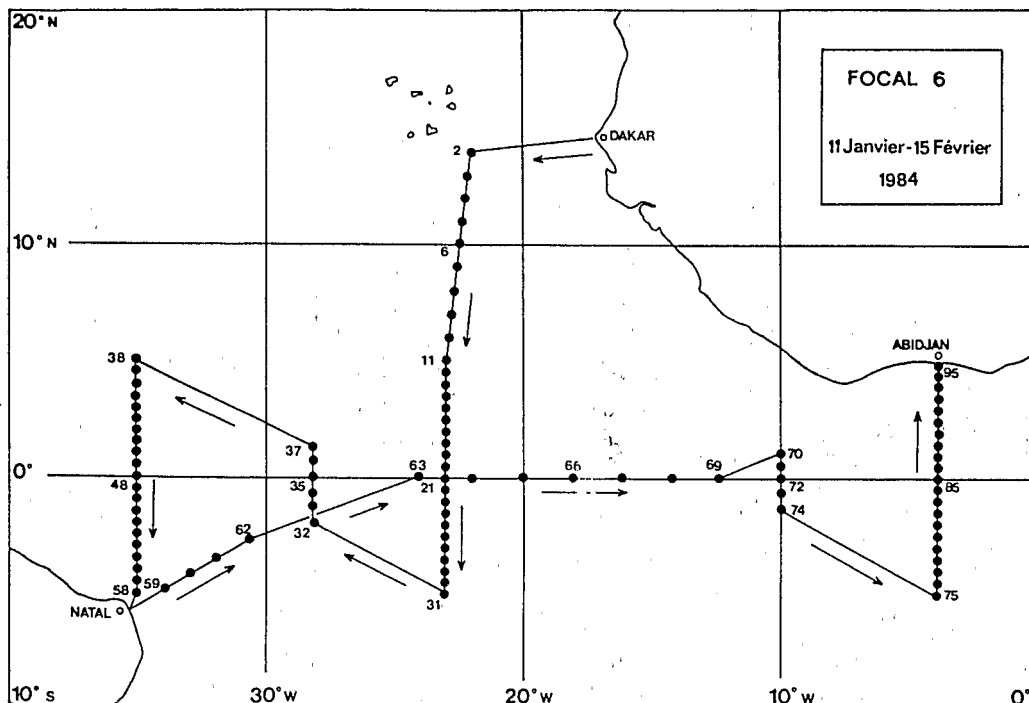 20° N
FOCAL 6
11 Janvier-15 Février
1984
DAKAR
2
10° N
6
11
38
ABIDJAN
95
37
70
0°
63
66
69
48
35
21
72
85
32
74
62
59
58
31
75
NATAL
10° S
30° W
20° W
10° W
0°